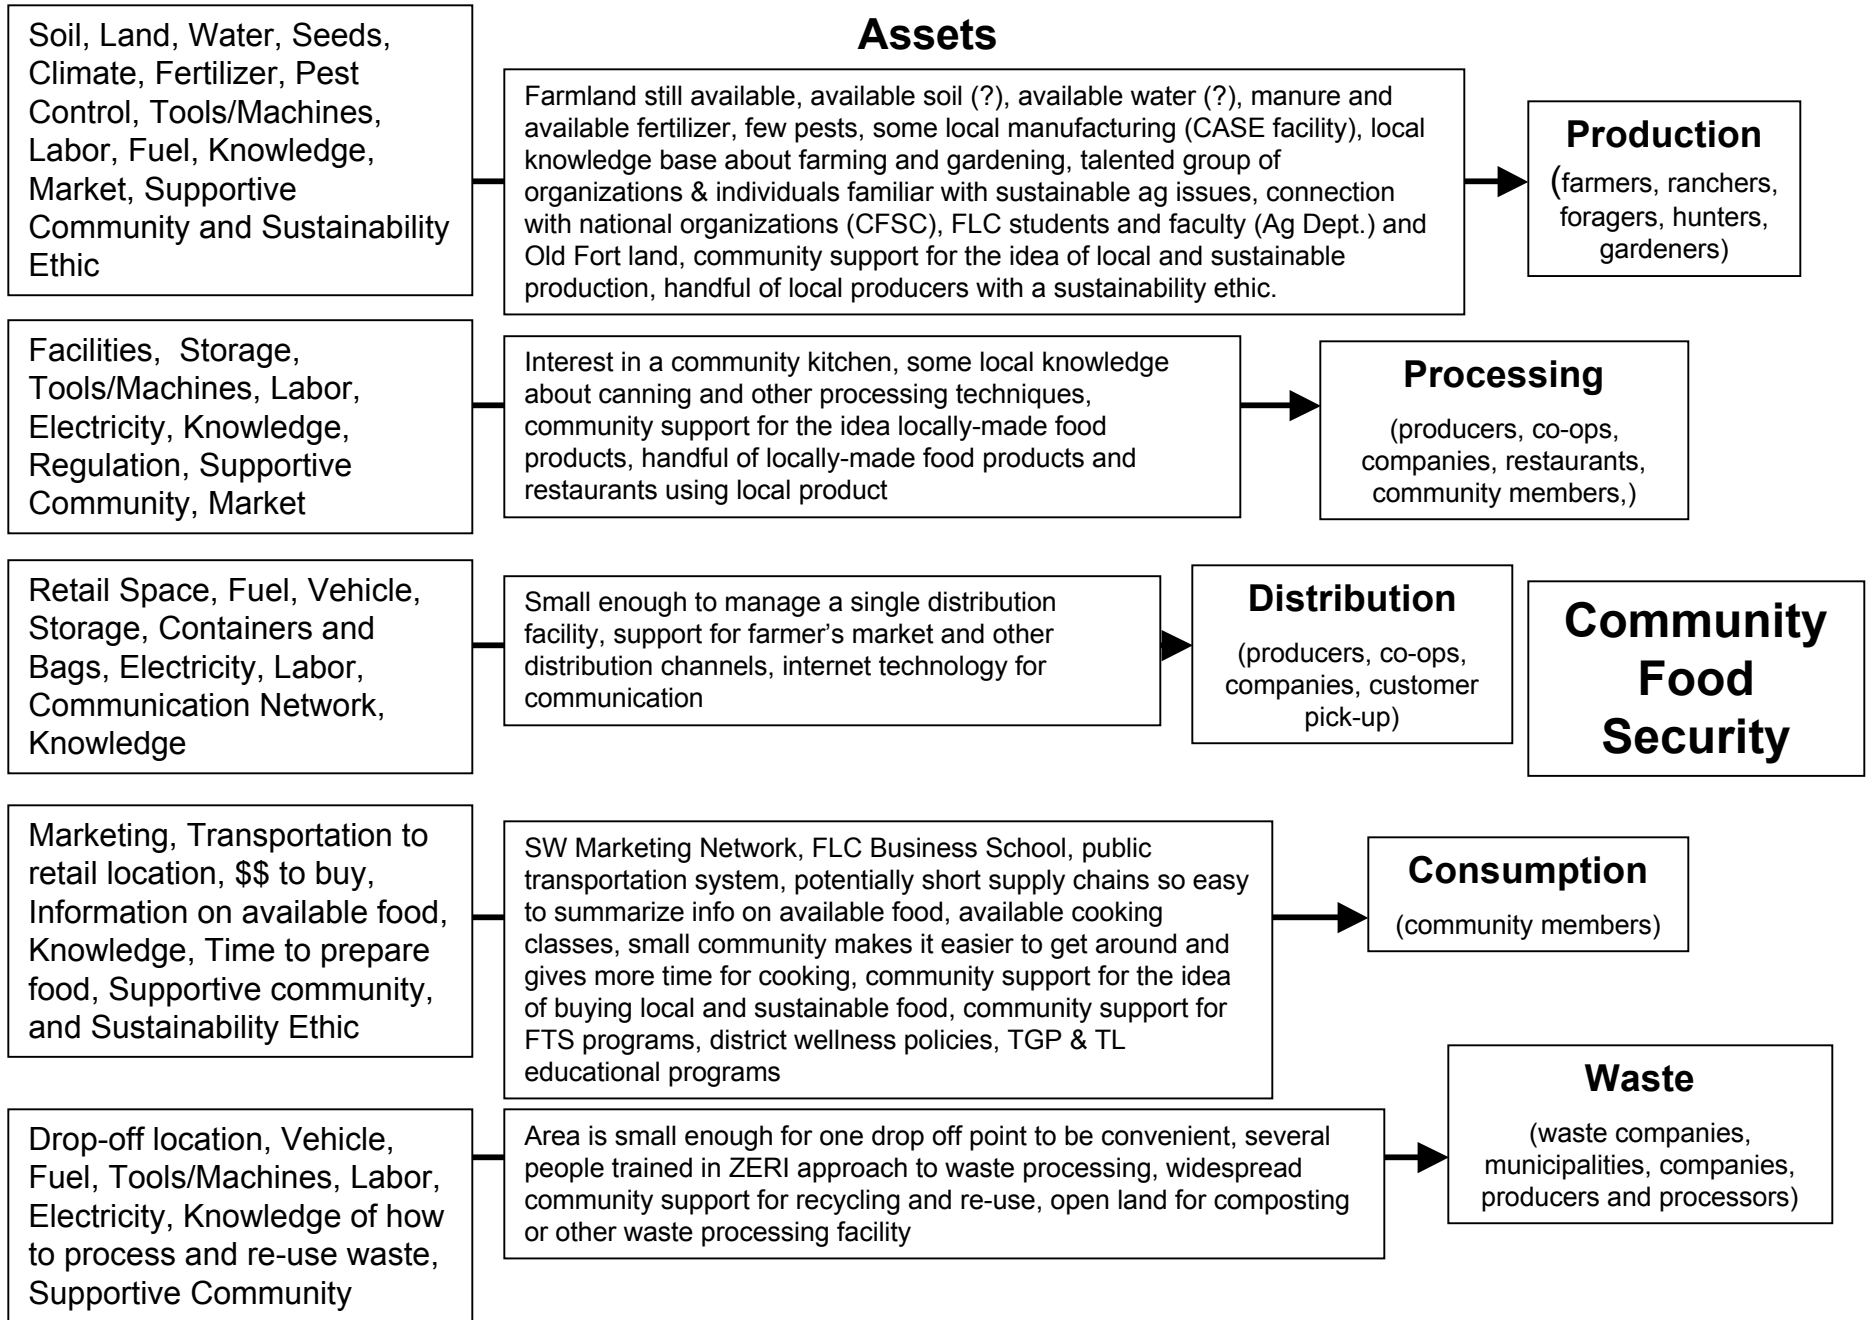 Assets
Soil, Land, Water, Seeds,
Climate, Fertilizer, Pest
Control, Tools/Machines,
Labor, Fuel, Knowledge,
Market, Supportive
Community and Sustainability
Ethic
Farmland still available, available soil (?), available water (?), manure and
available fertilizer, few pests, some local manufacturing (CASE facility), local
knowledge base about farming and gardening, talented group of
organizations & individuals familiar with sustainable ag issues, connection
with national organizations (CFSC), FLC students and faculty (Ag Dept.) and
Old Fort land, community support for the idea of local and sustainable
production, handful of local producers with a sustainability ethic.
Production
(farmers, ranchers,
foragers, hunters,
gardeners)
Facilities, Storage,
Tools/Machines, Labor,
Electricity, Knowledge,
Regulation, Supportive
Community, Market
Interest in a community kitchen, some local knowledge
about canning and other processing techniques,
community support for the idea locally-made food
products, handful of locally-made food products and
restaurants using local product
Processing
(producers, co-ops,
companies, restaurants,
community members,)
Retail Space, Fuel, Vehicle,
Storage, Containers and
Bags, Electricity, Labor,
Communication Network,
Knowledge
Small enough to manage a single distribution
facility, support for farmer’s market and other
distribution channels, internet technology for
communication
Distribution
(producers, co-ops,
companies, customer
pick-up)
Community
Food
Security
Marketing, Transportation to
retail location, $$ to buy,
Information on available food,
Knowledge, Time to prepare
food, Supportive community,
and Sustainability Ethic
SW Marketing Network, FLC Business School, public
transportation system, potentially short supply chains so easy
to summarize info on available food, available cooking
classes, small community makes it easier to get around and
gives more time for cooking, community support for the idea
of buying local and sustainable food, community support for
FTS programs, district wellness policies, TGP & TL
educational programs
Consumption
(community members)
Drop-off location, Vehicle,
Fuel, Tools/Machines, Labor,
Electricity, Knowledge of how
to process and re-use waste,
Supportive Community
Area is small enough for one drop off point to be convenient, several
people trained in ZERI approach to waste processing, widespread
community support for recycling and re-use, open land for composting
or other waste processing facility
Waste
(waste companies,
municipalities, companies,
producers and processors)